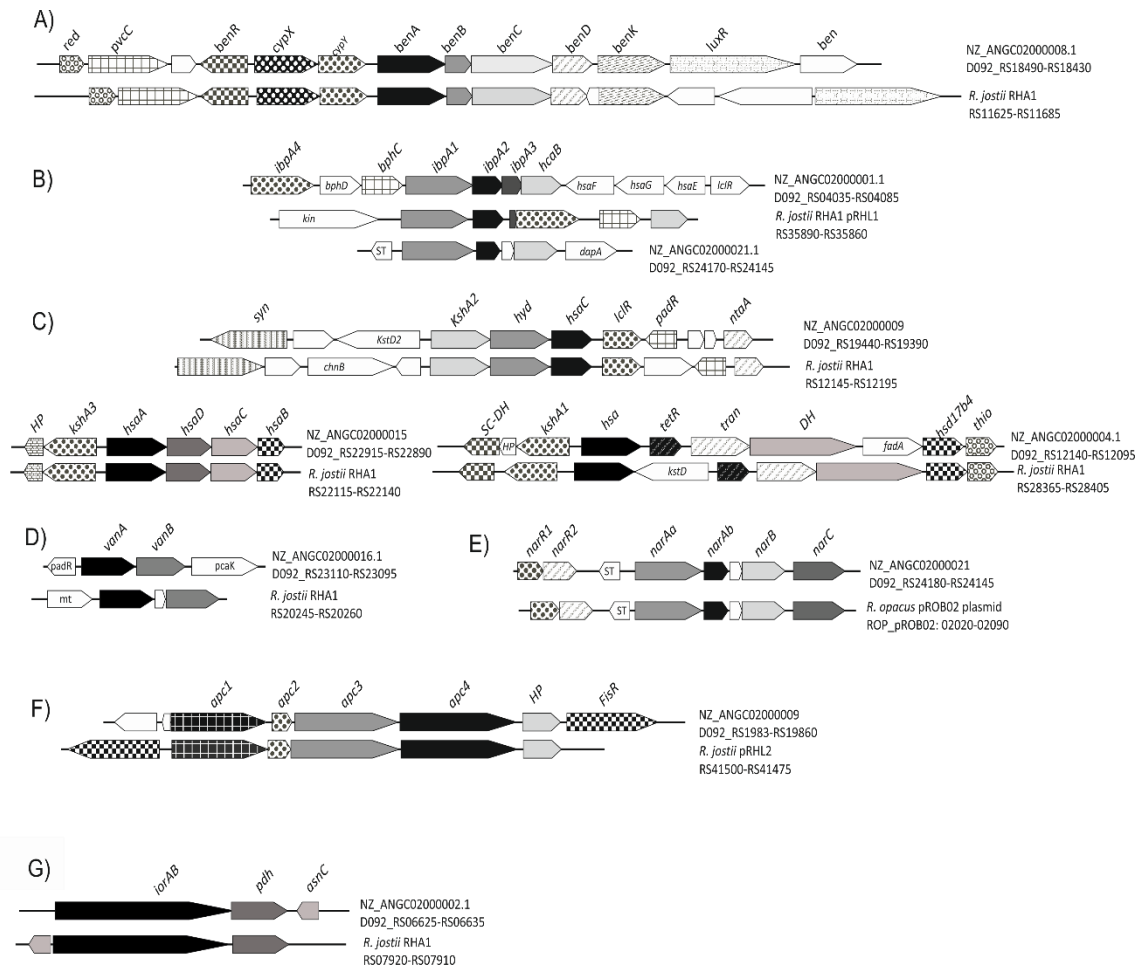 A)
red pvcC benR cypX cypY benA benB benC benD benK luxR ben
NZ_ANGC02000008.1
D092_RS18490-RS18430
R. jostii RHA1
RS11625-RS11685
B)
ibpA4 bphC ibpA1 ibpA2 ibpA3 hcaB
bphD hsaF hsaG hsaE lclR
NZ_ANGC02000001.1
D092_RS04035-RS04085
kin
R. jostii RHA1 pRHL1
RS35890-RS35860
ST dapA
NZ_ANGC02000021.1
D092_RS24170-RS24145
C)
syn KshA2 hyd hsaC lclR padR ntaA
KstD2
NZ_ANGC02000009
D092_RS19440-RS19390
chnB
R. jostii RHA1
RS12145-RS12195
HP kshA3 hsaA hsaD hsaC hsaB
NZ_ANGC02000015
D092_RS22915-RS22890
R. jostii RHA1
RS22115-RS22140
SC-DH kshA1 hsa tetR tran DH hsd17b4 thio
HP fadA
NZ_ANGC02000004.1
D092_RS12140-RS12095
kstD
R. jostii RHA1
RS28365-RS28405
D)
vanA vanB
padR pcaK
NZ_ANGC02000016.1
D092_RS23110-RS23095
mt
R. jostii RHA1
RS20245-RS20260
E)
narR1 narR2 narAa narAb narB narC
ST
NZ_ANGC02000021
D092_RS24180-RS24145
ST
R. opacus pROB02 plasmid
ROP_pROB02: 02020-02090
F)
apc1 apc2 apc3 apc4 HP FisR
NZ_ANGC02000009
D092_RS1983-RS19860
R. jostii pRHL2
RS41500-RS41475
G)
iorAB pdh asnC
NZ_ANGC02000002.1
D092_RS06625-RS06635
R. jostii RHA1
RS07920-RS07910